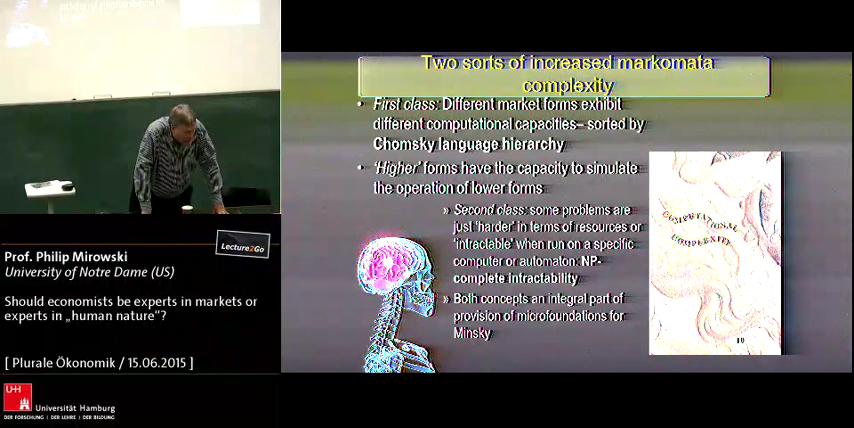 Two sorts of increased markomata
complexity
• First class: Different market forms exhibit
different computational capacities– sorted by
Chomsky language hierarchy
• 'Higher' forms have the capacity to simulate
the operation of lower forms
» Second class: some problems are
just 'harder' in terms of resources or
'intractable' when run on a specific
computer or automaton: NP-
complete intractability
» Both concepts an integral part of
provision of microfoundations for
Minsky
COMPUTATIONAL
COMPLEXITY
Lecture2Go
Prof. Philip Mirowski
University of Notre Dame (US)
Should economists be experts in markets or
experts in „human nature“?
[ Plurale Ökonomik / 15.06.2015 ]
UH
Universität Hamburg
DER FORSCHUNG | DER LEHRE | DER BILDUNG